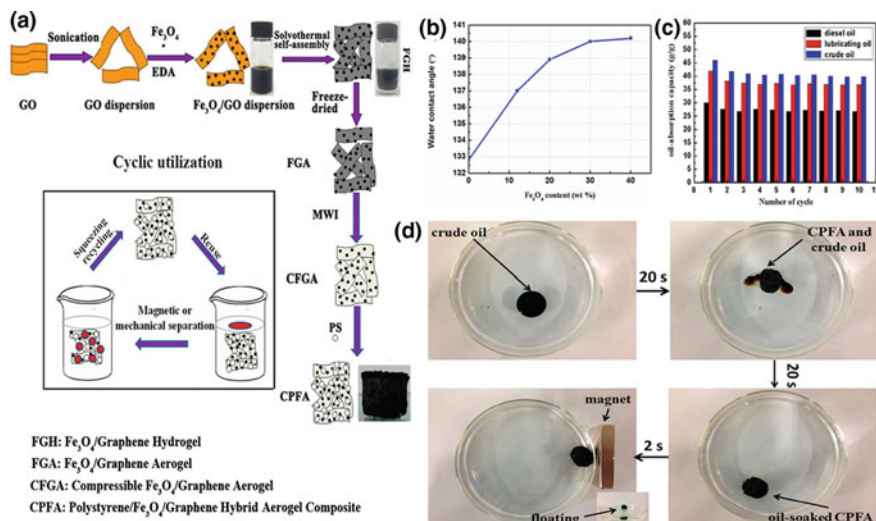 (a)
Sonication
Fe3O4
+
EDA
Solvothermal
self-assembly
FGH
GO
GO dispersion
Fe3O4/GO dispersion
Freeze-
dried
FGA
MWI
CFGA
PS
CPFA
Cyclic utilization
Squeezing
recycling
Reuse
Magnetic or
mechanical separation
FGH: Fe3O4/Graphene Hydrogel
FGA: Fe3O4/Graphene Aerogel
CFGA: Compressible Fe3O4/Graphene Aerogel
CPFA: Polystyrene/Fe3O4/Graphene Hybrid Aerogel Composite
(b)
Water contact angle (°)
141
140
139
138
137
136
135
134
133
132
0 10 20 30 40
Fe3O4 content (wt %)
(c)
oil-absorption capacity (g/g)
60
55
50
45
40
35
30
25
20
15
10
5
0
diesel oil
lubricating oil
crude oil
0 1 2 3 4 5 6 7 8 9 10 11
Number of cycle
(d)
crude oil
20 s
CPFA and
crude oil
20 s
oil-soaked CPFA
2 s
magnet
floating